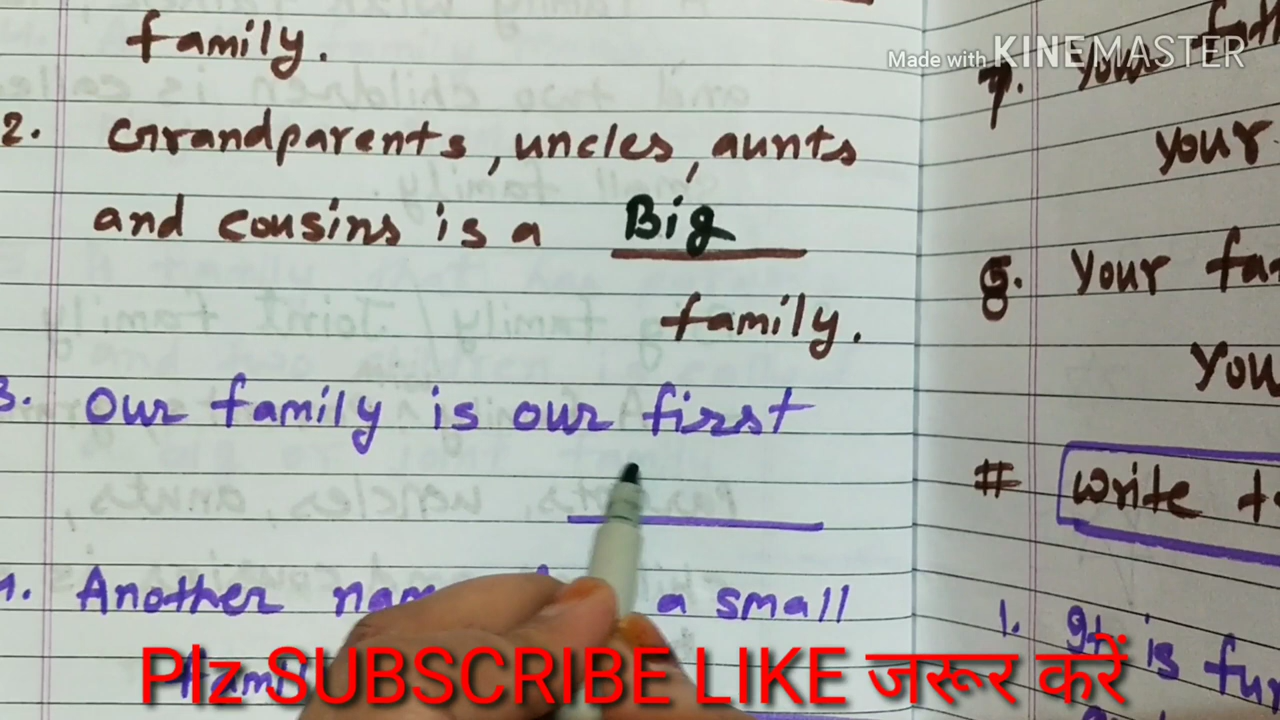 family.
2. Grandparents, uncles, aunts
and cousins is a Big
family.
3. Our family is our first
4. Another a small
Made with KINEMASTER
7. your
your
8. Your
You
# write
1. It is
Plz SUBSCRIBE LIKE जरूर करें